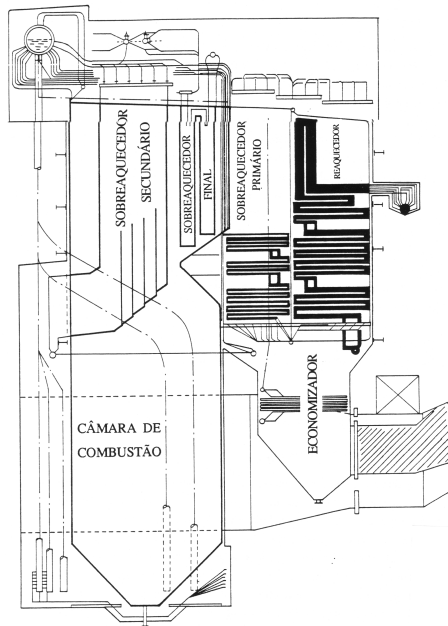 SOBREAQUECEDOR
SECUNDÁRIO
SOBREAQUECEDOR
FINAL
SOBREAQUECEDOR
PRIMÁRIO
REAQUECEDOR
ECONOMIZADOR
CÂMARA DE
COMBUSTÃO